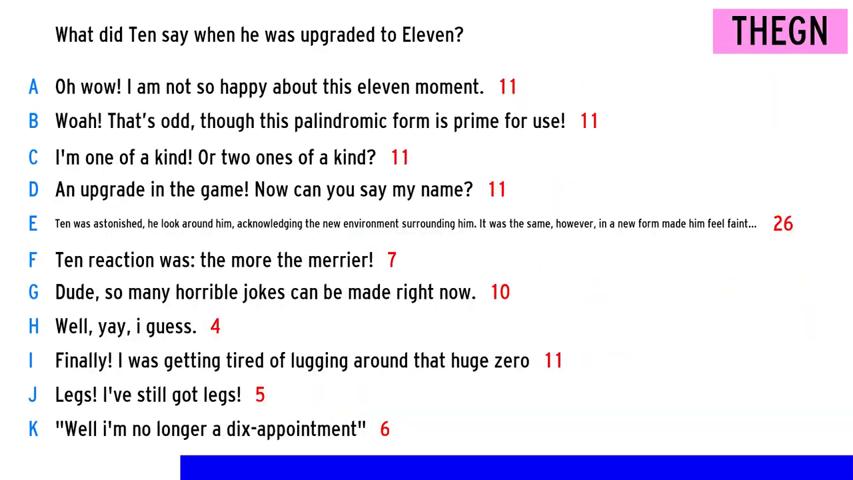 What did Ten say when he was upgraded to Eleven?
THEGN
A Oh wow! I am not so happy about this eleven moment. 11
B Woah! That's odd, though this palindromic form is prime for use! 11
C I'm one of a kind! Or two ones of a kind? 11
D An upgrade in the game! Now can you say my name? 11
E Ten was astonished, he look around him, acknowledging the new environment surrounding him. It was the same, however, in a new form made him feel faint... 26
F Ten reaction was: the more the merrier! 7
G Dude, so many horrible jokes can be made right now. 10
H Well, yay, i guess. 4
I Finally! I was getting tired of lugging around that huge zero 11
J Legs! I've still got legs! 5
K "Well i'm no longer a dix-appointment" 6